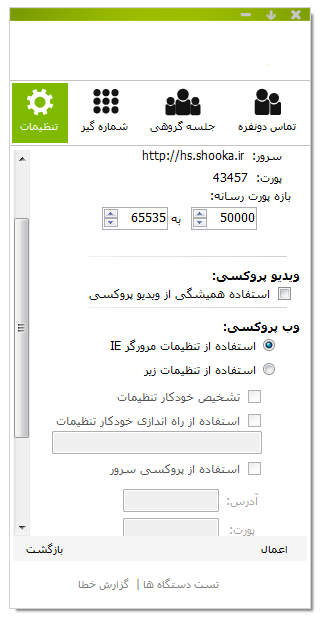 تماس دونفره
جلسه گروهی
شماره گیر
تنظیمات
سرور: http://hs.shooka.ir
پورت: 43457
بازه پورت رسانه:
50000 به 65535
ویدیو پروکسی:
استفاده همیشگی از ویدیو پروکسی
وب پروکسی:
استفاده از تنظیمات مرورگر IE
استفاده از تنظیمات زیر
تشخیص خودکار تنظیمات
استفاده از راه اندازی خودکار تنظیمات
استفاده از پروکسی سرور
آدرس:
پورت:
اعمال
بازگشت
تست دستگاه ها | گزارش خطا